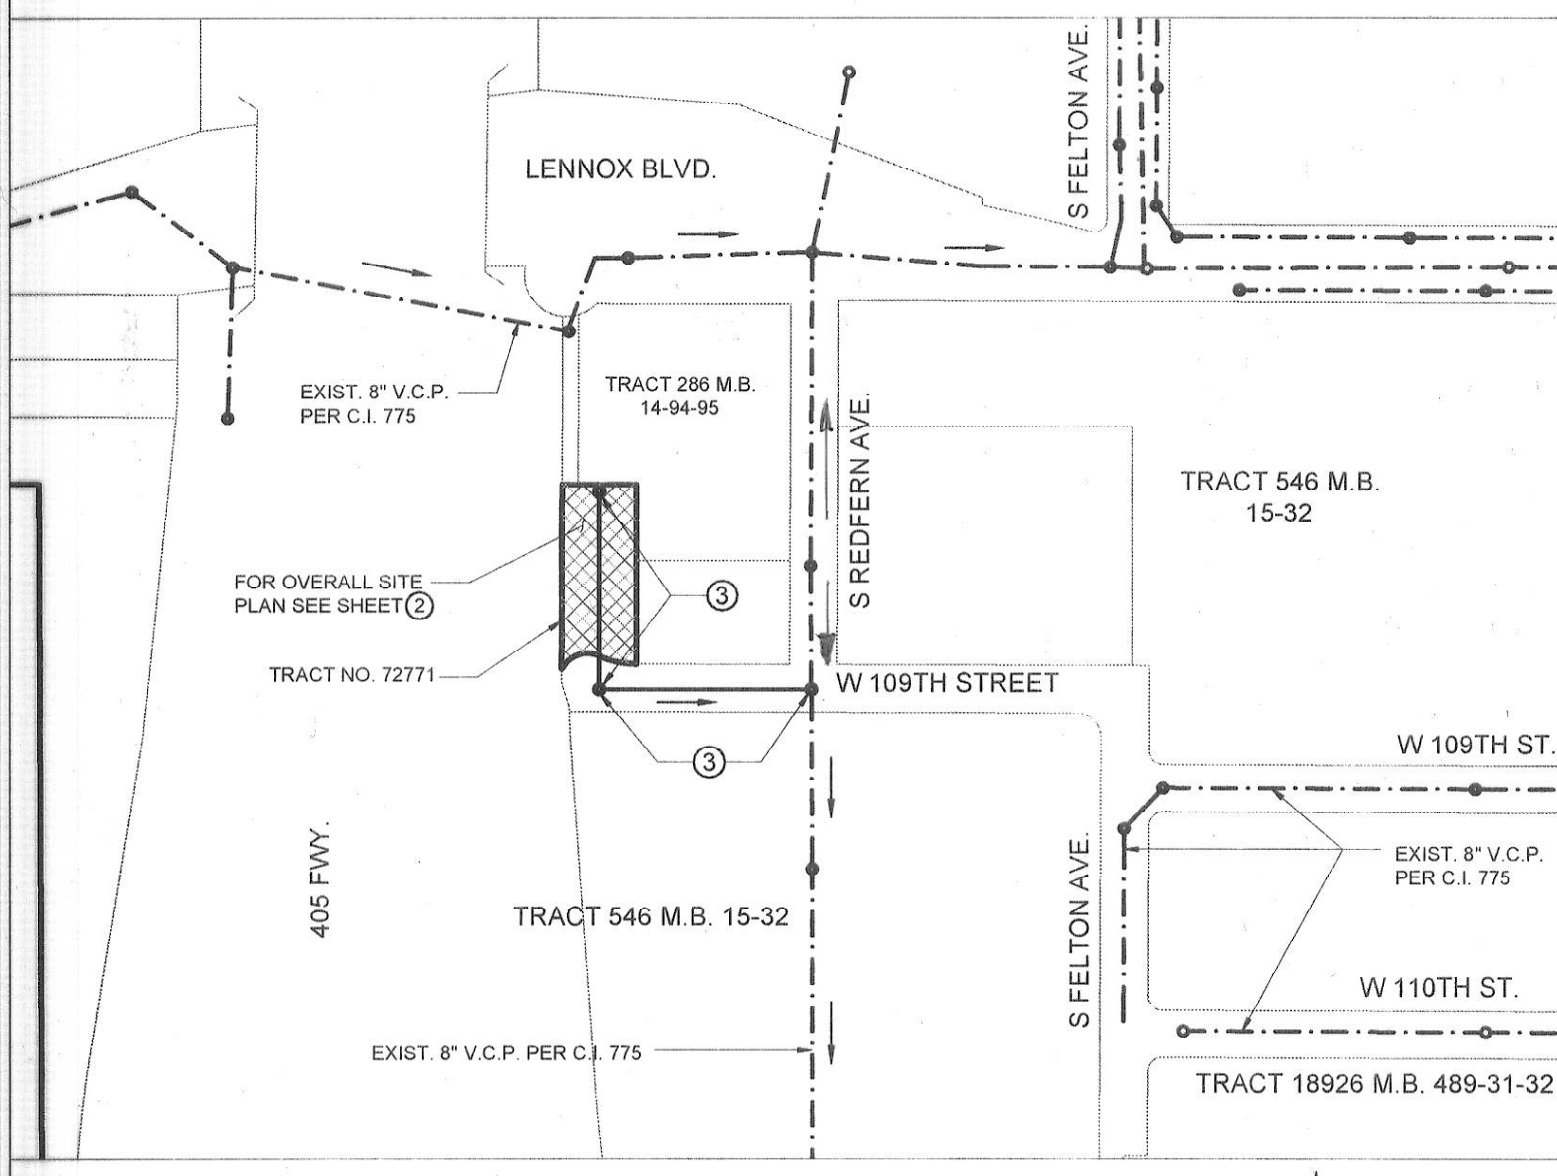 S FELTON AVE.
LENNOX BLVD.
EXIST. 8" V.C.P.
PER C.I. 775
TRACT 286 M.B.
14-94-95
S REDFERN AVE.
TRACT 546 M.B.
15-32
FOR OVERALL SITE
PLAN SEE SHEET 2
3
TRACT NO. 72771
W 109TH STREET
3
W 109TH ST.
405 FWY.
S FELTON AVE.
EXIST. 8" V.C.P.
PER C.I. 775
TRACT 546 M.B. 15-32
W 110TH ST.
EXIST. 8" V.C.P. PER C.I. 775
TRACT 18926 M.B. 489-31-32